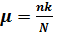 μ = nk/N